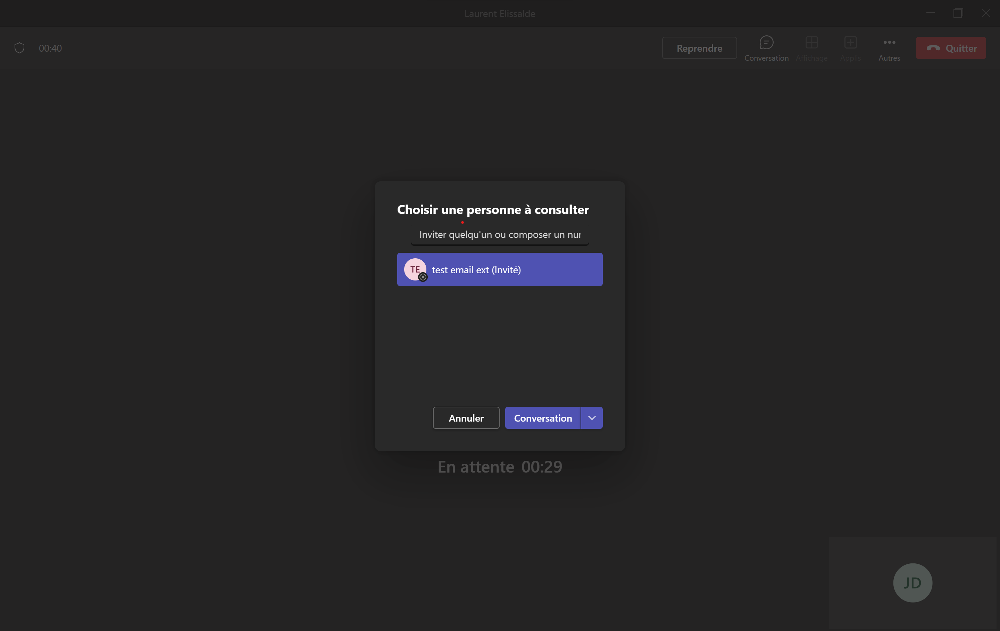 Laurent Elissalde
00:40
Reprendre
Conversation
Affichage
Applis
Autres
Quitter
Choisir une personne à consulter
Inviter quelqu'un ou composer un nur
TE
test email ext (Invité)
Annuler
Conversation
En attente 00:29
JD